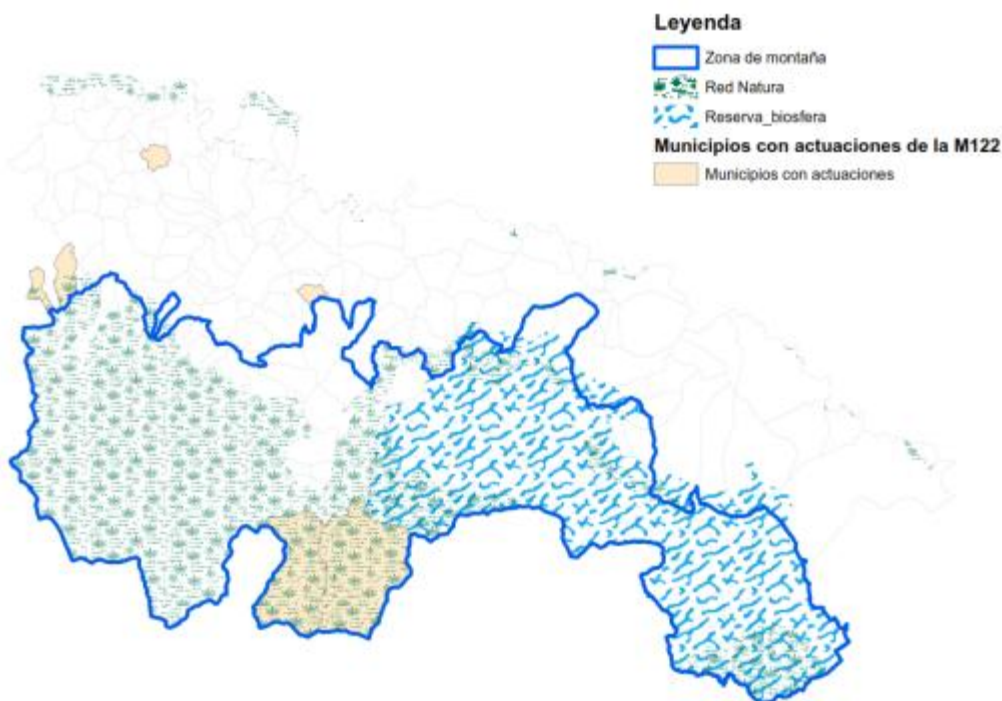 Leyenda
Zona de montaña
Red Natura
Reserva_biosfera
Municipios con actuaciones de la M122
Municipios con actuaciones